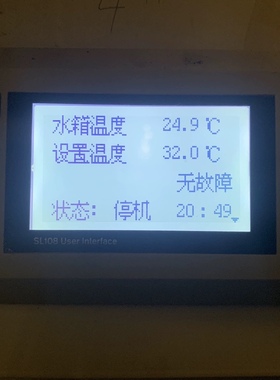 水箱温度 24.9℃
设置温度 32.0℃
无故障
状态： 停机 20：49
SL108 User Interface